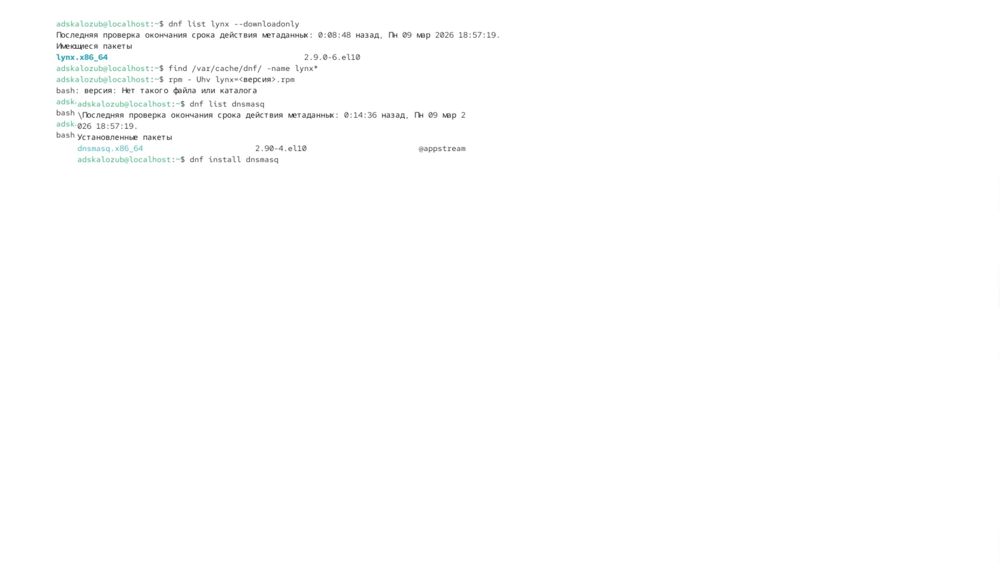 adskalozub@localhost:~$ dnf list lynx --downloadonly
Последняя проверка окончания срока действия метаданных: 0:08:48 назад, Пн 09 мар 2026 18:57:19.
Имеющиеся пакеты
lynx.x86_64 2.9.0-6.el10
adskalozub@localhost:~$ find /var/cache/dnf/ -name lynx*
adskalozub@localhost:~$ rpm - Uhv lynx=<версия>.rpm
bash: версия: Нет такого файла или каталога
adsk
bash
adsk
bash
adskalozub@localhost:~$ dnf list dnsmasq
\Последняя проверка окончания срока действия метаданных: 0:14:36 назад, Пн 09 мар 2
026 18:57:19.
Установленные пакеты
dnsmasq.x86_64 2.90-4.el10 @appstream
adskalozub@localhost:~$ dnf install dnsmasq